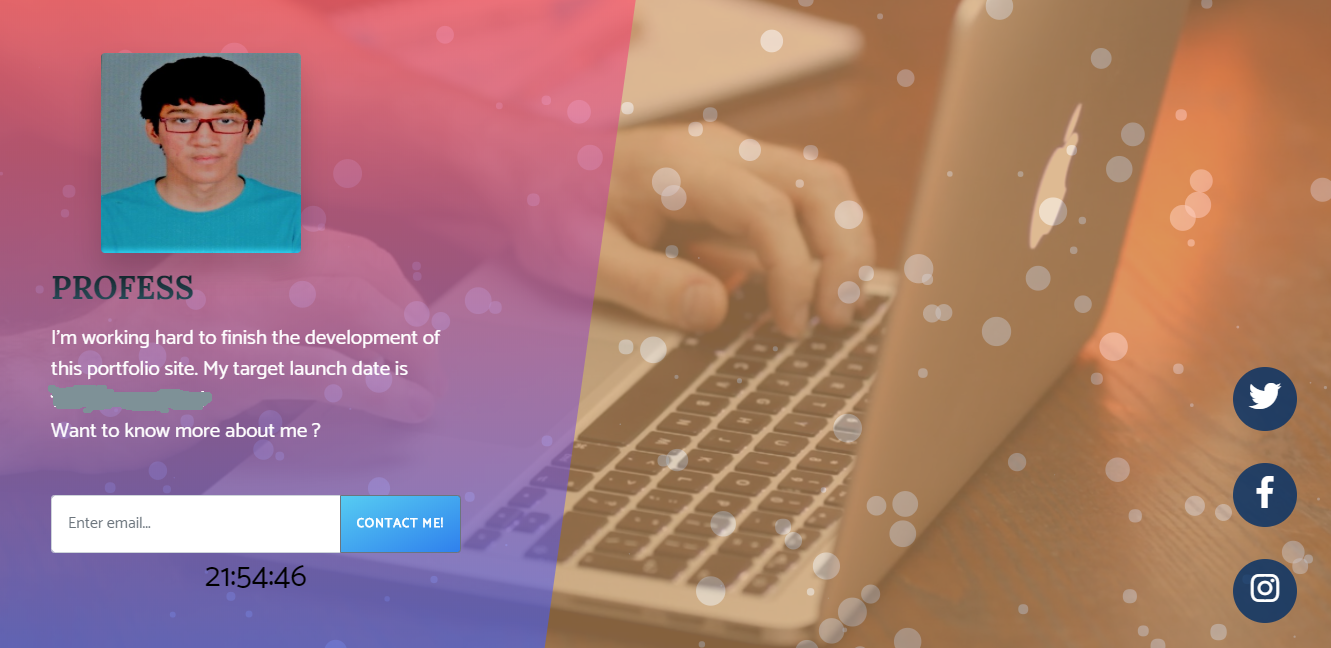 PROFESS
I'm working hard to finish the development of
this portfolio site. My target launch date is
Want to know more about me ?
Enter email...
CONTACT ME!
21:54:46